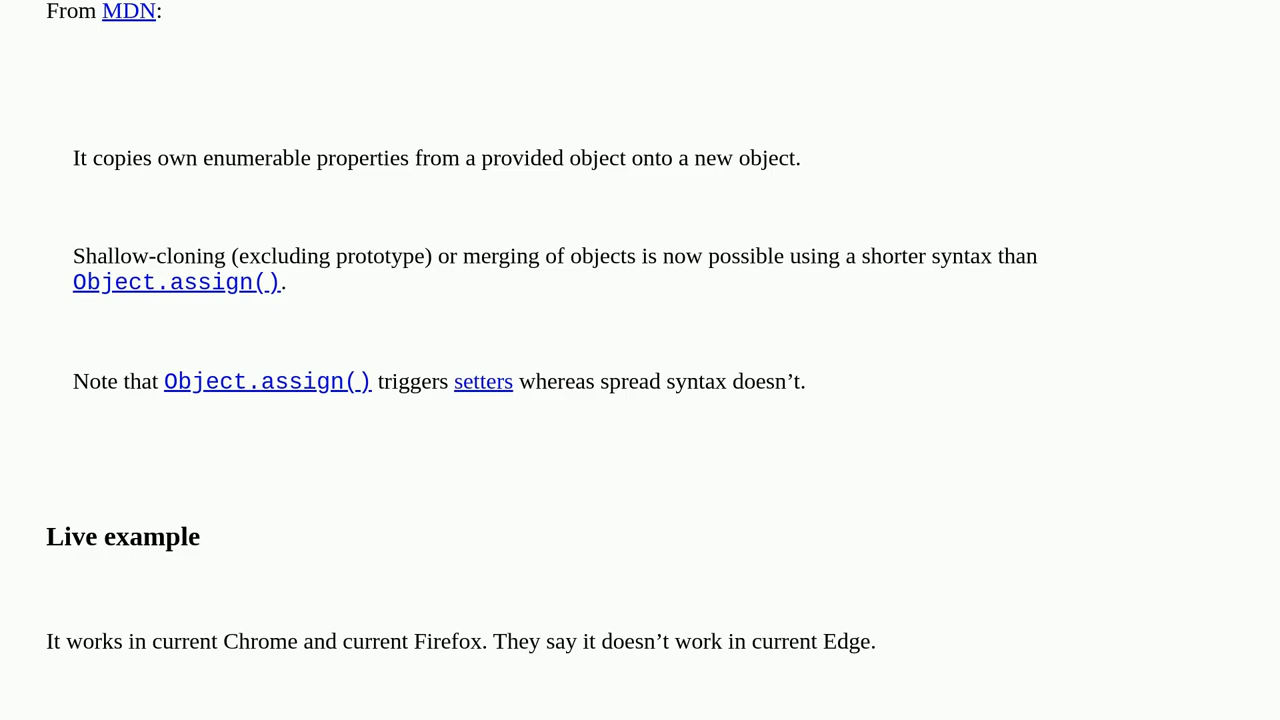 From MDN:
It copies own enumerable properties from a provided object onto a new object.
Shallow-cloning (excluding prototype) or merging of objects is now possible using a shorter syntax than
Object.assign().
Note that Object.assign() triggers setters whereas spread syntax doesn’t.
Live example
It works in current Chrome and current Firefox. They say it doesn’t work in current Edge.